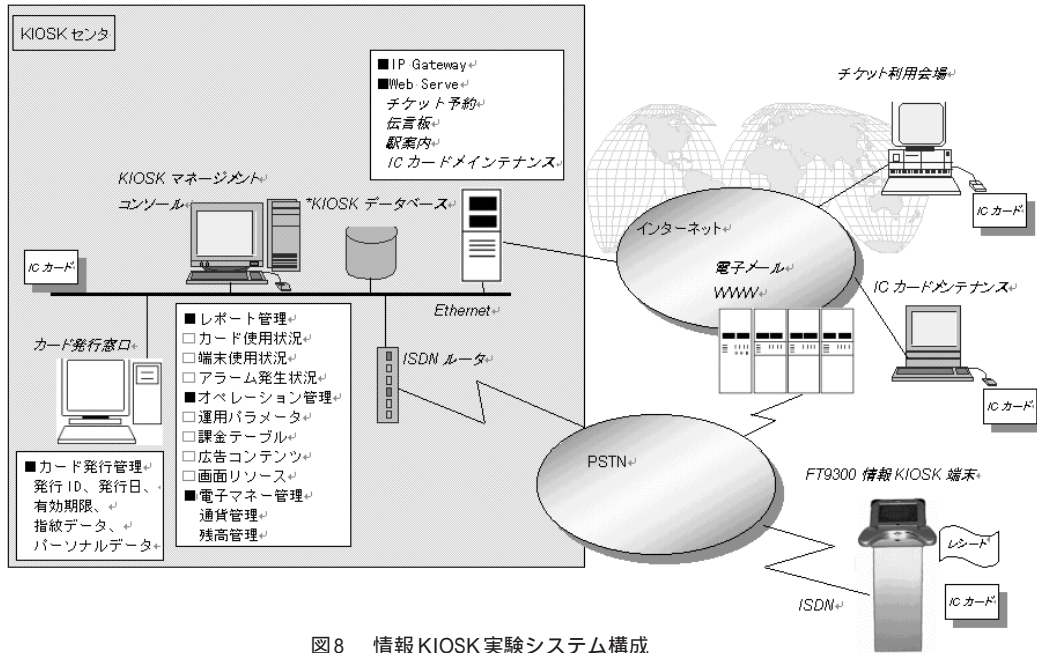 KIOSK センタ
■IP Gateway↵
■Web Serve↵
チケット予約↵
伝言板↵
駅案内↵
IC カードメインテナンス↵
チケット利用会場↵
IC カード↵
KIOSK マネージメント↵
コンソール↵
*KIOSK データベース↵
インターネット↵
電子メール↵
WWW↵
IC カードメンテナンス↵
IC カード↵
IC カード↵
Ethernet↵
カード発行窓口↵
■レポート管理↵
□カード使用状況↵
□端末使用状況↵
□アラーム発生状況↵
■オペレーション管理↵
□運用パラメータ↵
□課金テーブル↵
□広告コンテンツ↵
□画面リソース↵
■電子マネー管理↵
通貨管理↵
残高管理↵
ISDN ルータ↵
■カード発行管理↵
発行 ID、発行日、↵
有効期限、↵
指紋データ、↵
パーソナルデータ↵
PSTN↵
FT9300 情報 KIOSK 端末↵
レシート↵
IC カード↵
ISDN↵
図8 情報KIOSK実験システム構成